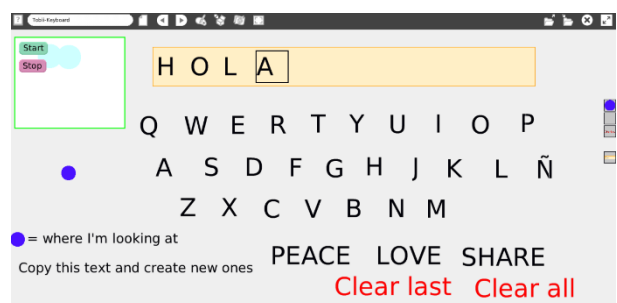 Tobii-Keyboard
Start
Stop
H O L A
Q W E R T Y U I O P
A S D F G H J K L Ñ
Z X C V B N M
= where I'm looking at
Copy this text and create new ones
PEACE LOVE SHARE
Clear last Clear all